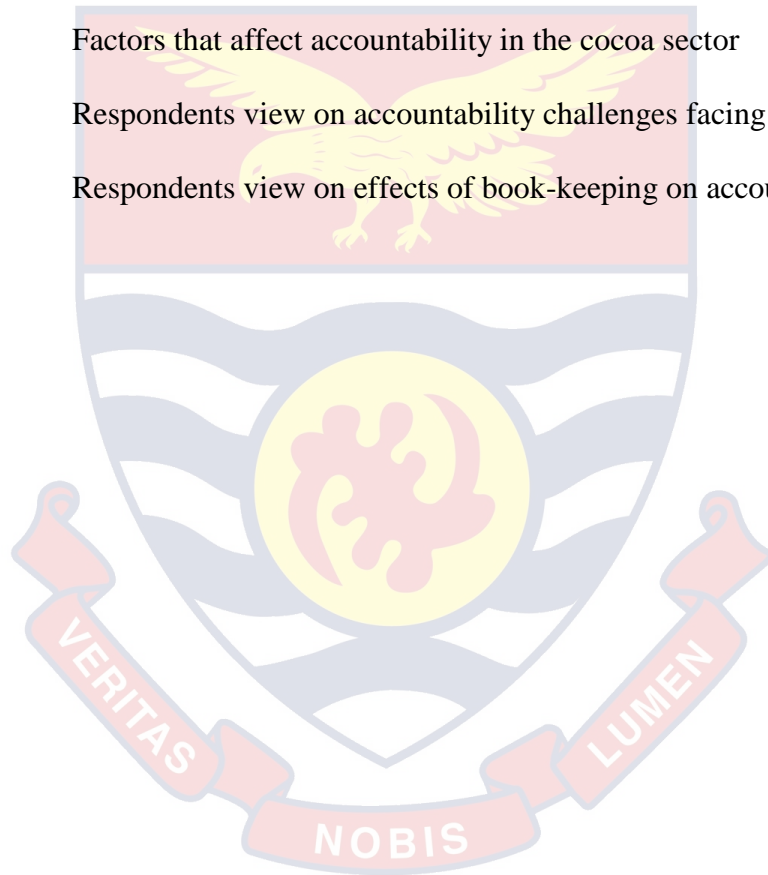 Factors that affect accountability in the cocoa sector
Respondents view on accountability challenges facing
Respondents view on effects of book-keeping on
VERITAS
NOBIS
LUMEN